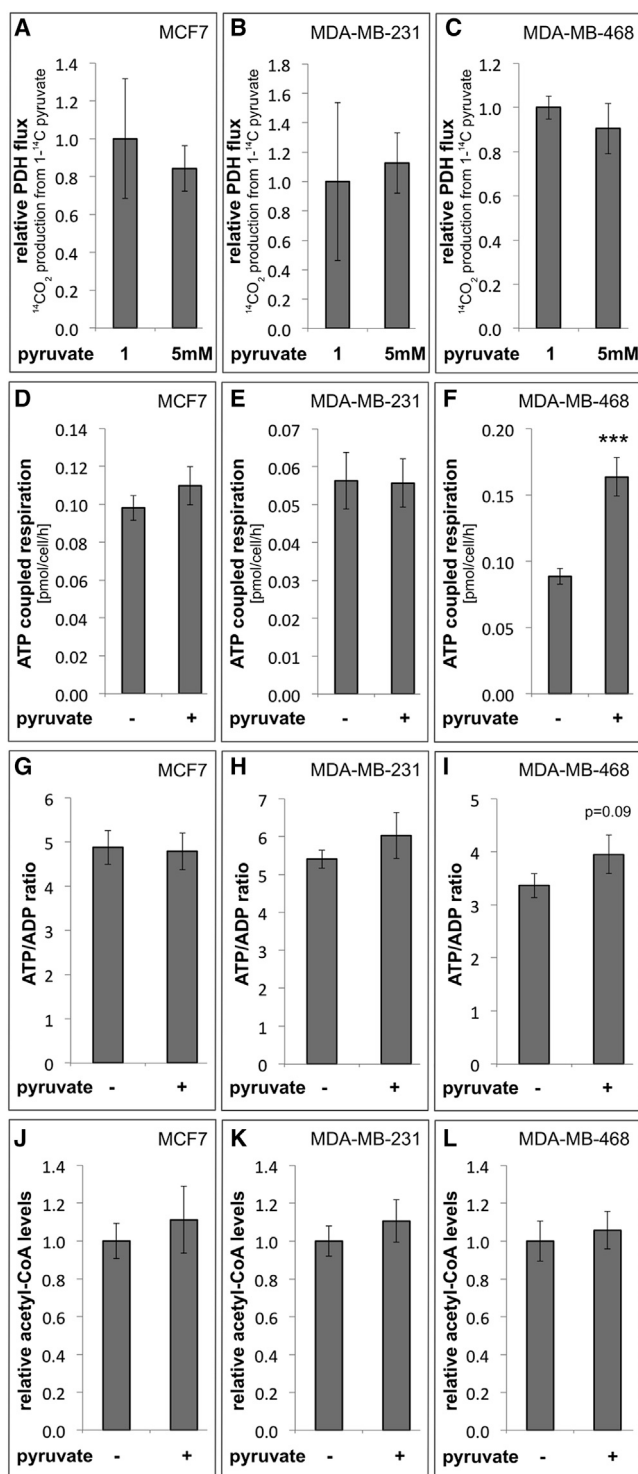 A MCF7
relative PDH flux
¹⁴CO₂ production from 1-¹⁴C pyruvate
1.4
1.2
1.0
0.8
0.6
0.4
0.2
0.0
pyruvate 1 5mM
B MDA-MB-231
relative PDH flux
¹⁴CO₂ production from 1-¹⁴C pyruvate
1.8
1.6
1.4
1.2
1.0
0.8
0.6
0.4
0.2
0.0
1 5mM
C MDA-MB-468
relative PDH flux
¹⁴CO₂ production from 1-¹⁴C pyruvate
1.2
1.0
0.8
0.6
0.4
0.2
0.0
1 5mM
D MCF7
ATP coupled respiration
[pmol/cell/h]
0.14
0.12
0.10
0.08
0.06
0.04
0.02
0.00
pyruvate - +
E MDA-MB-231
ATP coupled respiration
[pmol/cell/h]
0.07
0.06
0.05
0.04
0.03
0.02
0.01
0.00
pyruvate - +
F MDA-MB-468
ATP coupled respiration
[pmol/cell/h]
0.20
0.15
0.10
0.05
0.00
***
pyruvate - +
G MCF7
ATP/ADP ratio
6
5
4
3
2
1
0
pyruvate - +
H MDA-MB-231
ATP/ADP ratio
7
6
5
4
3
2
1
0
pyruvate - +
I MDA-MB-468
ATP/ADP ratio
5
4
3
2
1
0
p=0.09
pyruvate - +
J MCF7
relative acetyl-CoA levels
1.4
1.2
1.0
0.8
0.6
0.4
0.2
0.0
pyruvate - +
K MDA-MB-231
relative acetyl-CoA levels
1.4
1.2
1.0
0.8
0.6
0.4
0.2
0.0
pyruvate - +
L MDA-MB-468
relative acetyl-CoA levels
1.4
1.2
1.0
0.8
0.6
0.4
0.2
0.0
pyruvate - +